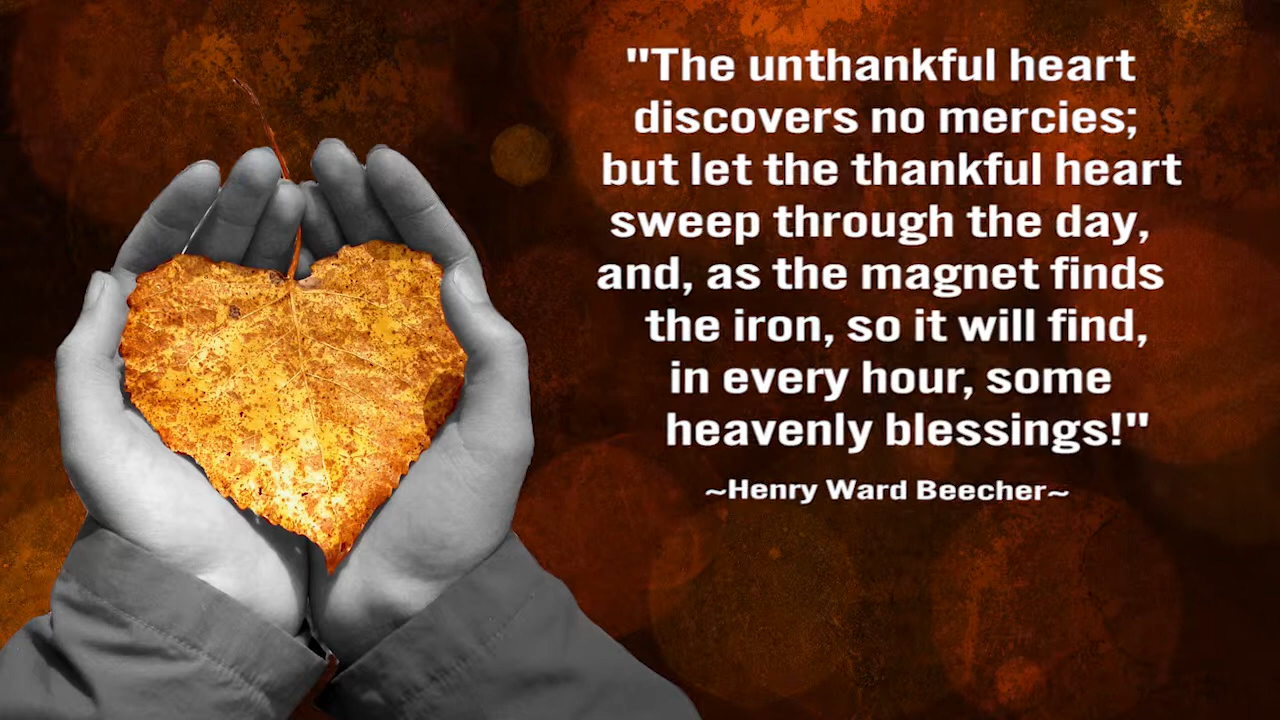 "The unthankful heart
discovers no mercies;
but let the thankful heart
sweep through the day,
and, as the magnet finds
the iron, so it will find,
in every hour, some
heavenly blessings!"
~Henry Ward Beecher~